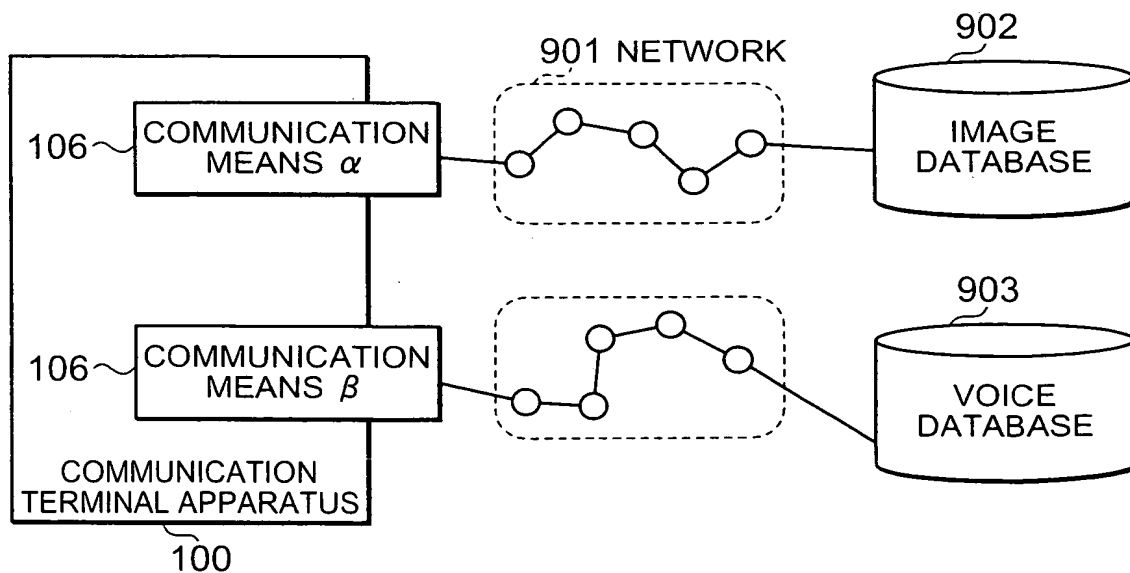 901 NETWORK
902
106
COMMUNICATION
MEANS α
IMAGE
DATABASE
903
106
COMMUNICATION
MEANS β
VOICE
DATABASE
COMMUNICATION
TERMINAL APPARATUS
100